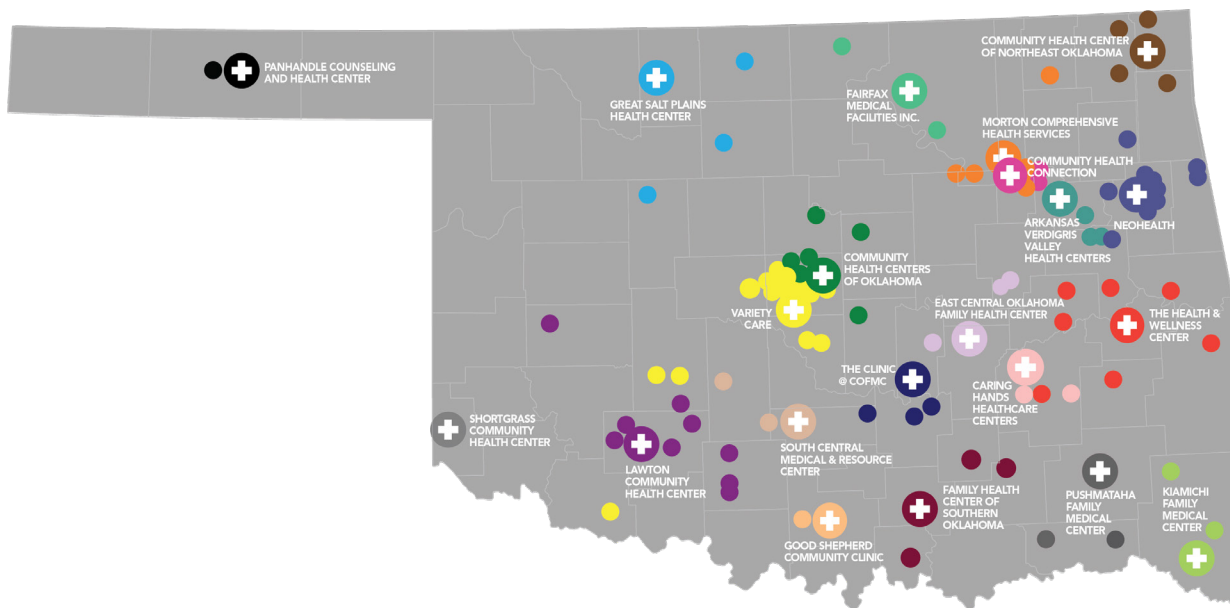 COMMUNITY HEALTH CENTER
OF NORTHEAST OKLAHOMA
PANHANDLE COUNSELING
AND HEALTH CENTER
GREAT SALT PLAINS
HEALTH CENTER
FAIRFAX
MEDICAL
FACILITIES INC.
MORTON COMPREHENSIVE
HEALTH SERVICES
COMMUNITY HEALTH
CONNECTION
ARKANSAS
VERDIGRIS
VALLEY
HEALTH CENTERS
NEOHEALTH
COMMUNITY
HEALTH CENTERS
OF OKLAHOMA
VARIETY
CARE
EAST CENTRAL OKLAHOMA
FAMILY HEALTH CENTER
THE HEALTH &
WELLNESS
CENTER
THE CLINIC
@ COFMC
CARING
HANDS
HEALTHCARE
CENTERS
SHORTGRASS
COMMUNITY
HEALTH CENTER
LAWTON
COMMUNITY
HEALTH CENTER
SOUTH CENTRAL
MEDICAL & RESOURCE
CENTER
FAMILY HEALTH
CENTER OF
SOUTHERN
OKLAHOMA
PUSHMATAHA
FAMILY
MEDICAL
CENTER
KIAMICHI
FAMILY
MEDICAL
CENTER
GOOD SHEPHERD
COMMUNITY CLINIC